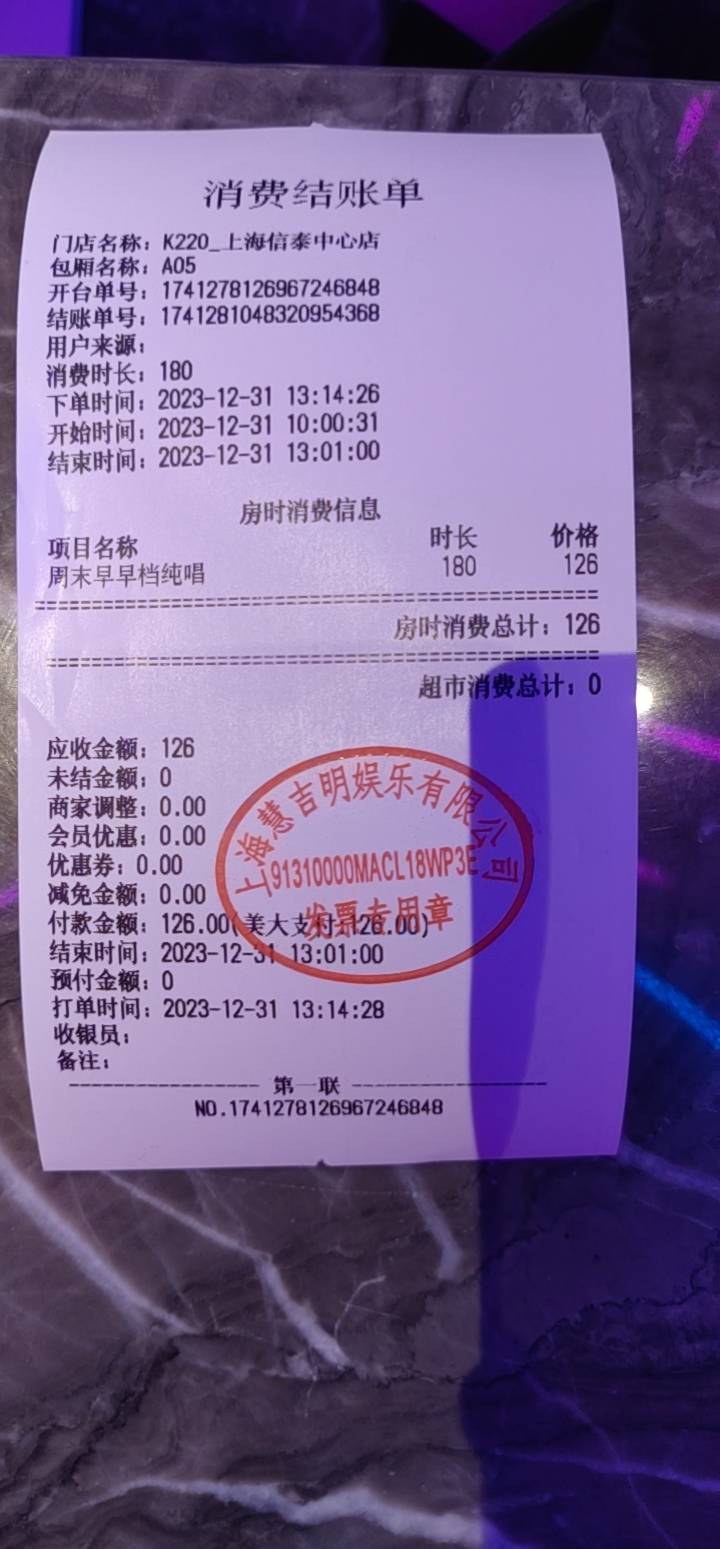 消费结账单
门店名称：K220_上海信泰中心店
包厢名称：A05
开台单号：1741278126967246848
结账单号：1741281048320954368
用户来源：
消费时长：180
下单时间：2023-12-31 13:14:26
开始时间：2023-12-31 10:00:31
结束时间：2023-12-31 13:01:00
房时消费信息
项目名称 时长 价格
周末早早档纯唱 180 126
房时消费总计：126
超市消费总计：0
应收金额：126
未结金额：0
商家调整：0.00
会员优惠：0.00
优惠券：0.00
减免金额：0.00
付款金额：126.00(美大支付:126.00)
结束时间：2023-12-31 13:01:00
预付金额：0
打单时间：2023-12-31 13:14:28
收银员：
备注：
第一联
NO.1741278126967246848
上海慧吉明娱乐有限公司
91310000MACL18WP3E
发票专用章